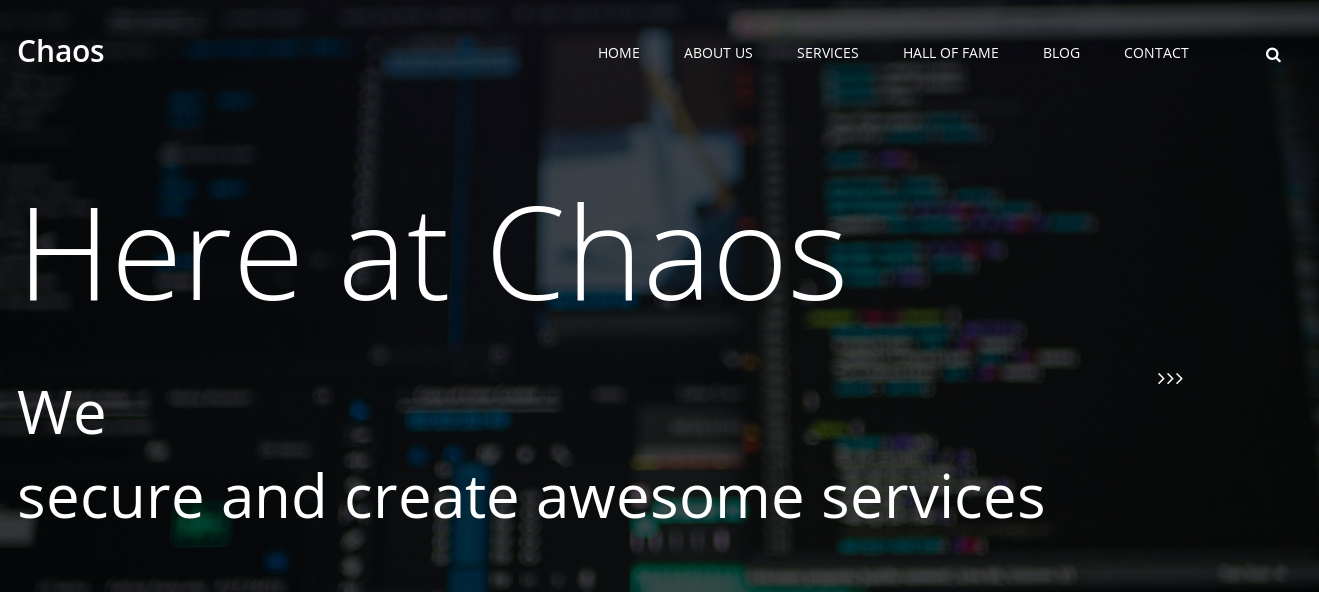 Chaos
HOME ABOUT US SERVICES HALL OF FAME BLOG CONTACT
Here at Chaos
We
secure and create awesome services